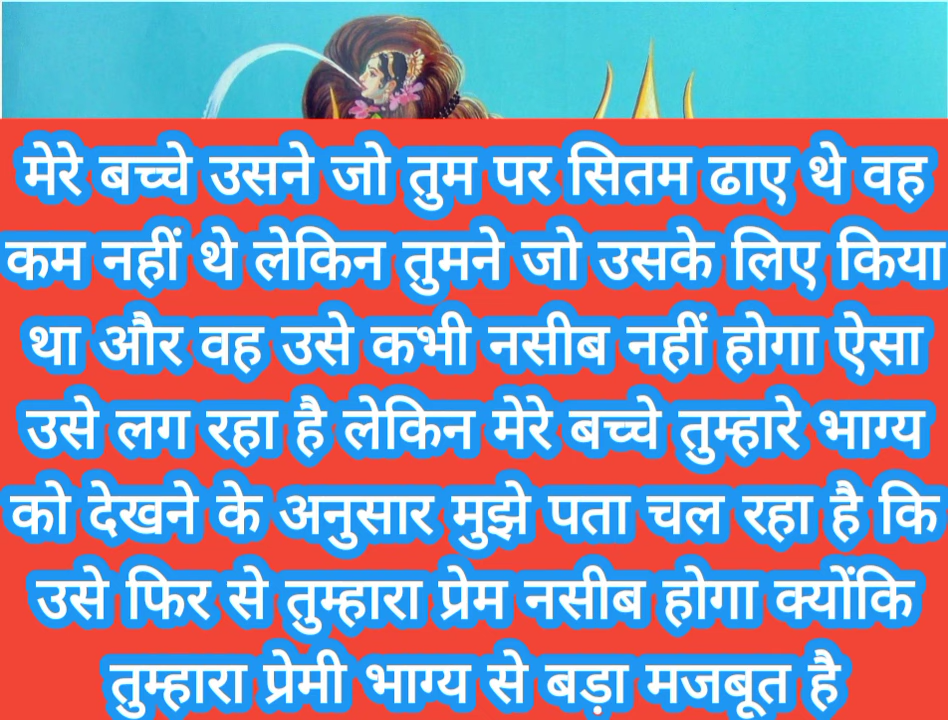 मेरे बच्चे उसने जो तुम पर सितम ढाए थे वह
कम नहीं थे लेकिन तुमने जो उसके लिए किया
था और वह उसे कभी नसीब नहीं होगा ऐसा
उसे लग रहा है लेकिन मेरे बच्चे तुम्हारे भाग्य
को देखने के अनुसार मुझे पता चल रहा है कि
उसे फिर से तुम्हारा प्रेम नसीब होगा क्योंकि
तुम्हारा प्रेमी भाग्य से बड़ा मजबूत है